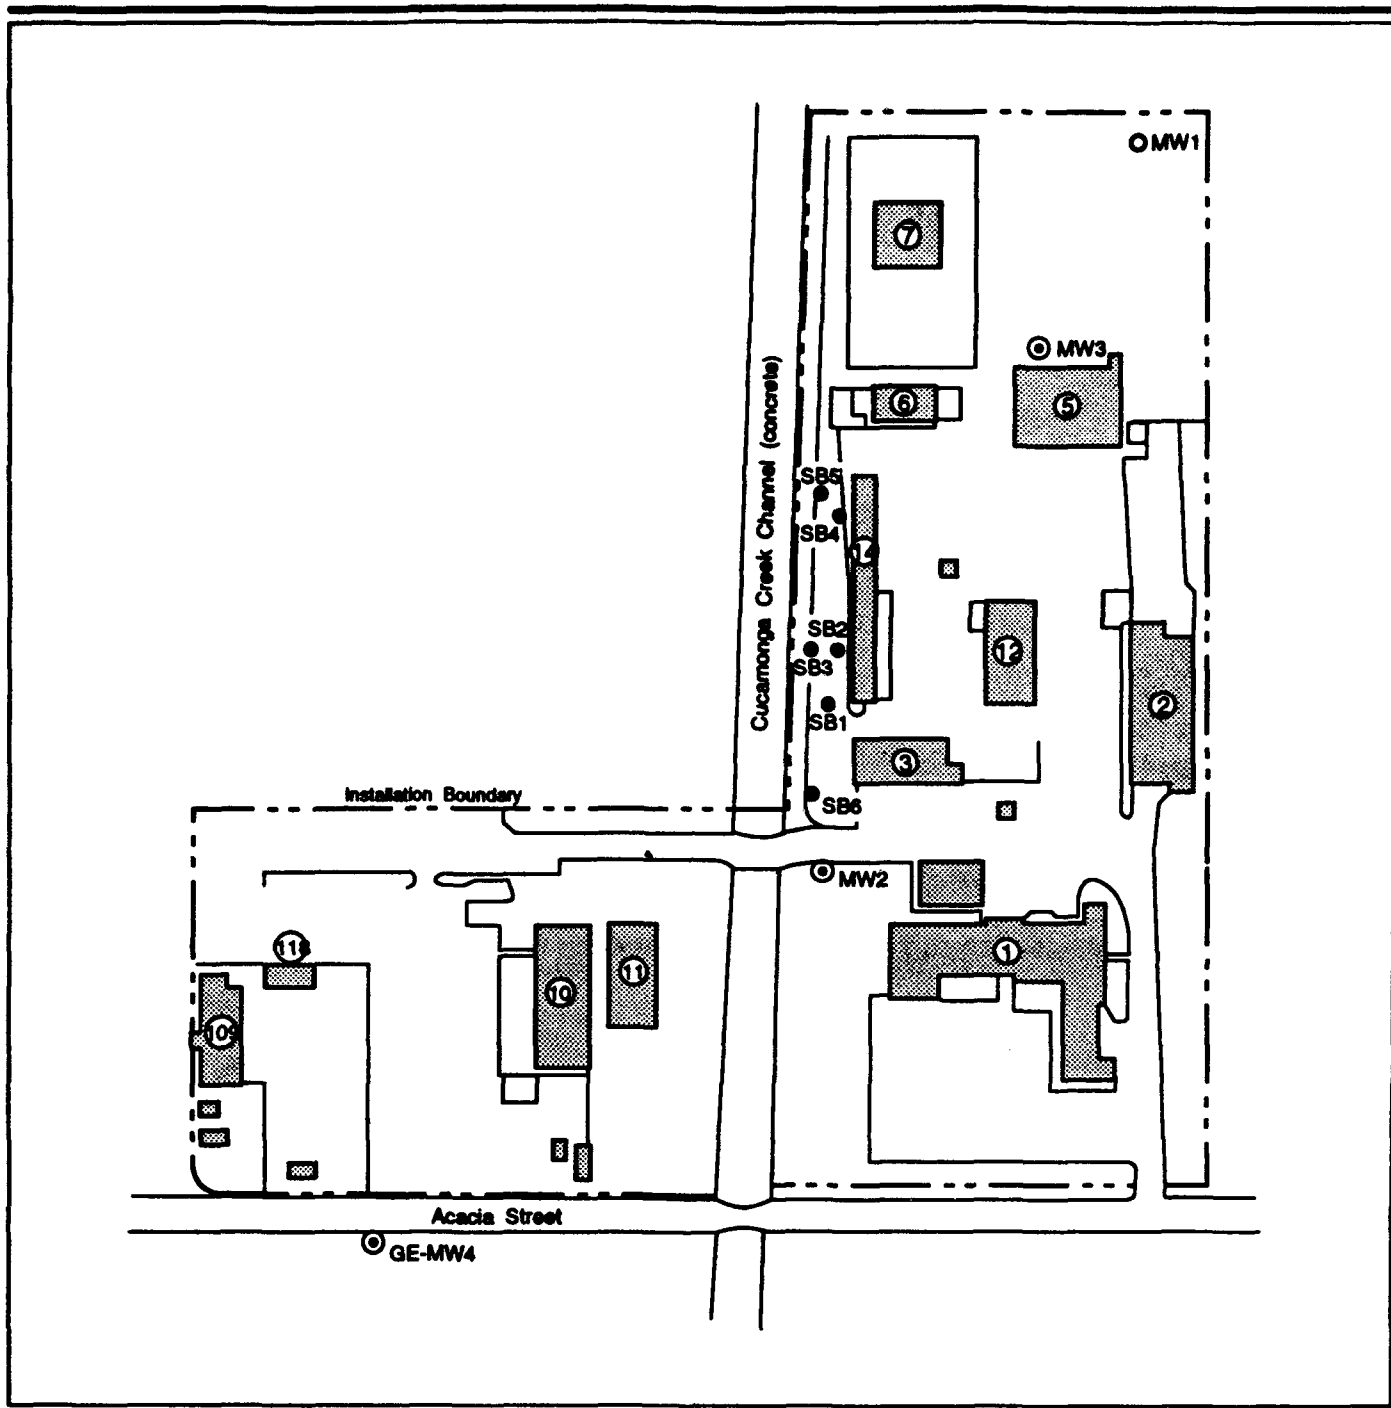 MW1
7
MW3
6
5
Cucamonga Creek Channel (concrete)
SB5
SB4
14
SB2
SB3
12
2
SB1
3
Installation Boundary
SB6
MW2
118
1
10
11
109
Acacia Street
GE-MW4